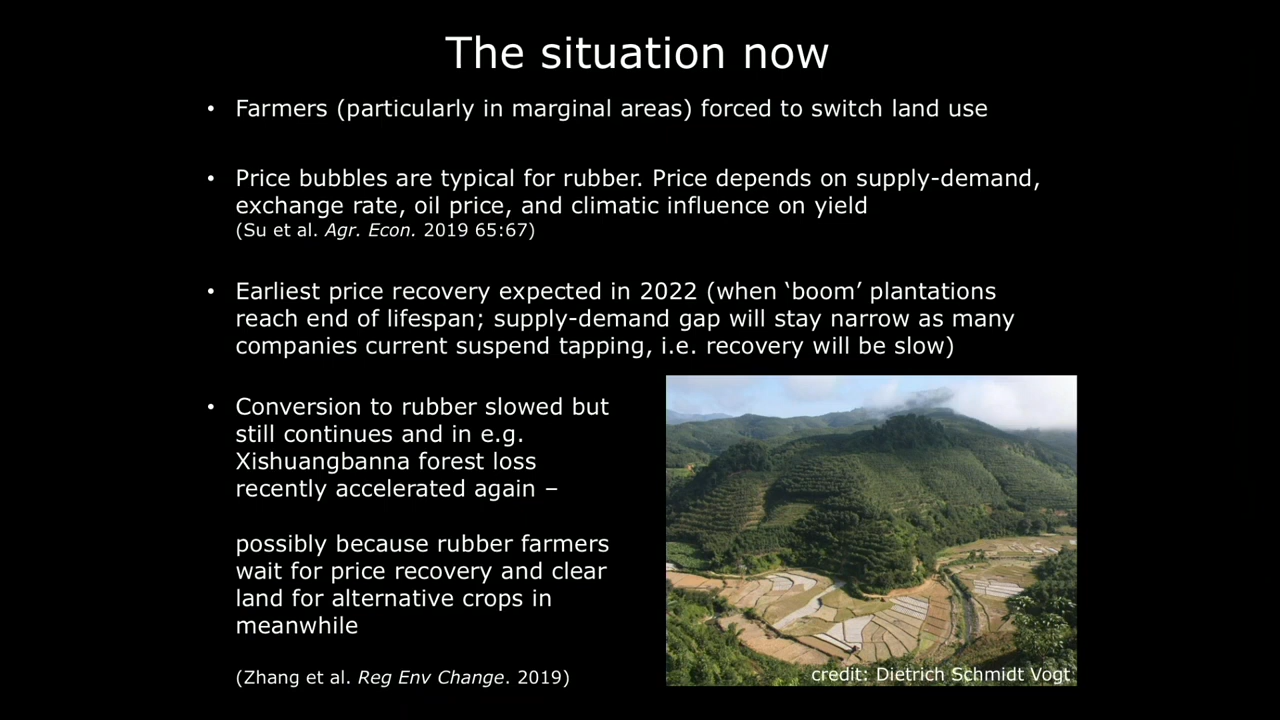 The situation now
• Farmers (particularly in marginal areas) forced to switch land use
• Price bubbles are typical for rubber. Price depends on supply-demand,
exchange rate, oil price, and climatic influence on yield
(Su et al. Agr. Econ. 2019 65:67)
• Earliest price recovery expected in 2022 (when ‘boom’ plantations
reach end of lifespan; supply-demand gap will stay narrow as many
companies current suspend tapping, i.e. recovery will be slow)
• Conversion to rubber slowed but
still continues and in e.g.
Xishuangbanna forest loss
recently accelerated again –
possibly because rubber farmers
wait for price recovery and clear
land for alternative crops in
meanwhile
(Zhang et al. Reg Env Change. 2019)
credit: Dietrich Schmidt Vogt